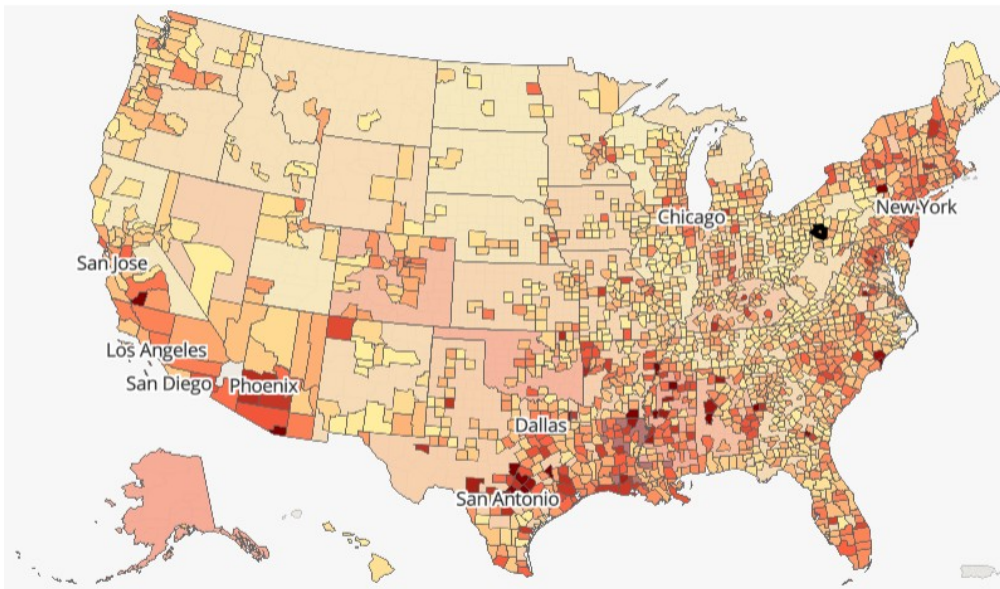 Chicago
New York
San Jose
Los Angeles
San Diego
Phoenix
Dallas
San Antonio